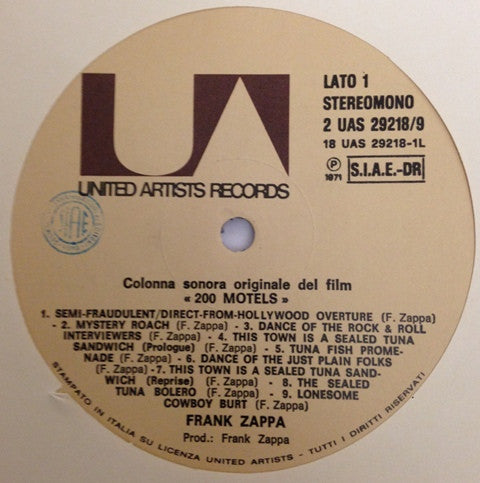 UA
LATO 1
STEREOMONO
2 UAS 29218/9
18 UAS 29218-1L
P 1971
S.I.A.E.-DR
UNITED ARTISTS RECORDS
Colonna sonora originale del film
« 200 MOTELS »
1. SEMI-FRAUDULENT/DIRECT-FROM-HOLLYWOOD OVERTURE (F. Zappa)
- 2. MYSTERY ROACH (F. Zappa) - 3. DANCE OF THE ROCK & ROLL
INTERVIEWERS (F. Zappa) - 4. THIS TOWN IS A SEALED TUNA
SANDWICH (Prologue) (F. Zappa) - 5. TUNA FISH PROME-
NADE (F. Zappa) - 6. DANCE OF THE JUST PLAIN FOLKS
(F. Zappa) -7. THIS TOWN IS A SEALED TUNA SAND-
WICH (Reprise) (F. Zappa) - 8. THE SEALED
TUNA BOLERO (F. Zappa) - 9. LONESOME
COWBOY BURT (F. Zappa)
FRANK ZAPPA
Prod.: Frank Zappa
STAMPATO IN ITALIA SU LICENZA UNITED ARTISTS - TUTTI I DIRITTI RISERVATI